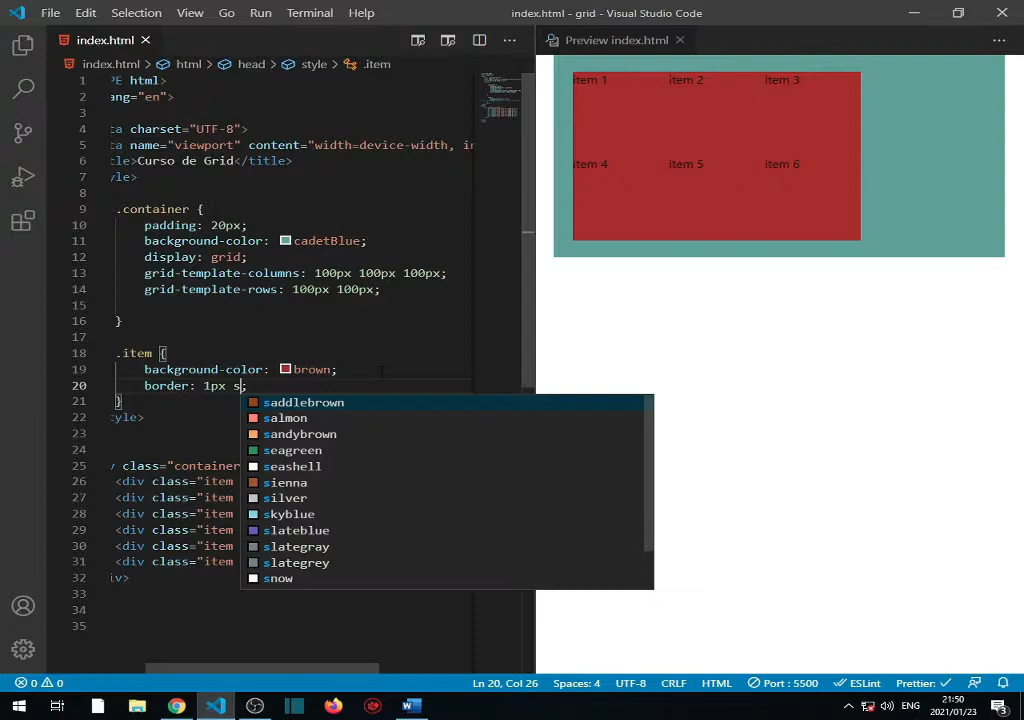 File Edit Selection View Go Run Terminal Help index.html - grid - Visual Studio Code
index.html
Preview index.html
index.html > html > head > style > .item
1 PE html>
2 ang="en">
3
4 ta charset="UTF-8">
5 ta name="viewport" content="width=device-width, in
6 tle>Curso de Grid</title>
7 yle>
8
9 .container {
10 padding: 20px;
11 background-color: cadetBlue;
12 display: grid;
13 grid-template-columns: 100px 100px 100px;
14 grid-template-rows: 100px 100px;
15
16 }
17
18 .item {
19 background-color: brown;
20 border: 1px s;
21 }
22 tyle>
23
24
25 / class="container
26 <div class="item
27 <div class="item
28 <div class="item
29 <div class="item
30 <div class="item
31 <div class="item
32 iv>
33
34
35
saddlebrown
salmon
sandybrown
seagreen
seashell
sienna
silver
skyblue
slateblue
slategray
slategrey
snow
item 1 item 2 item 3
item 4 item 5 item 6
0 0 Ln 20, Col 26 Spaces: 4 UTF-8 CRLF HTML Port : 5500 ESLint Prettier: ✓
ENG
21:50
2021/01/23
3